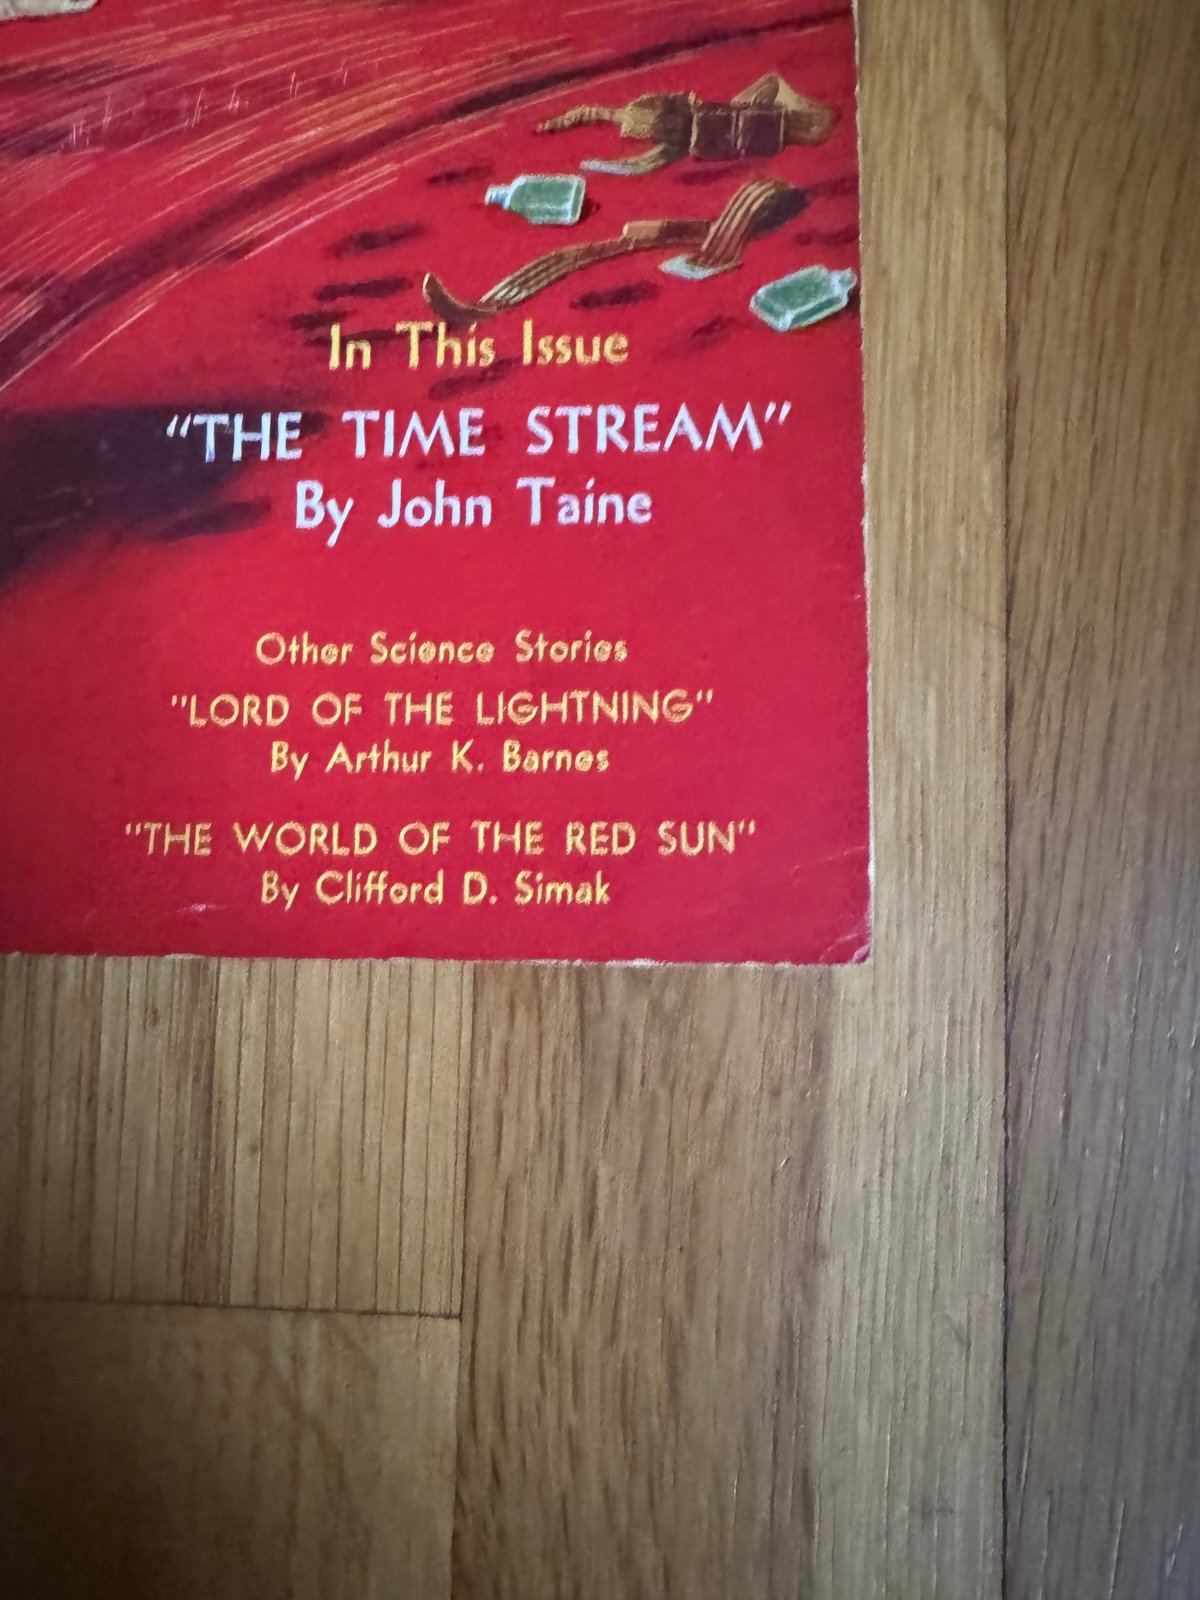 In This Issue
"THE TIME STREAM"
By John Taine
Other Science Stories
"LORD OF THE LIGHTNING"
By Arthur K. Barnes
"THE WORLD OF THE RED SUN"
By Clifford D. Simak